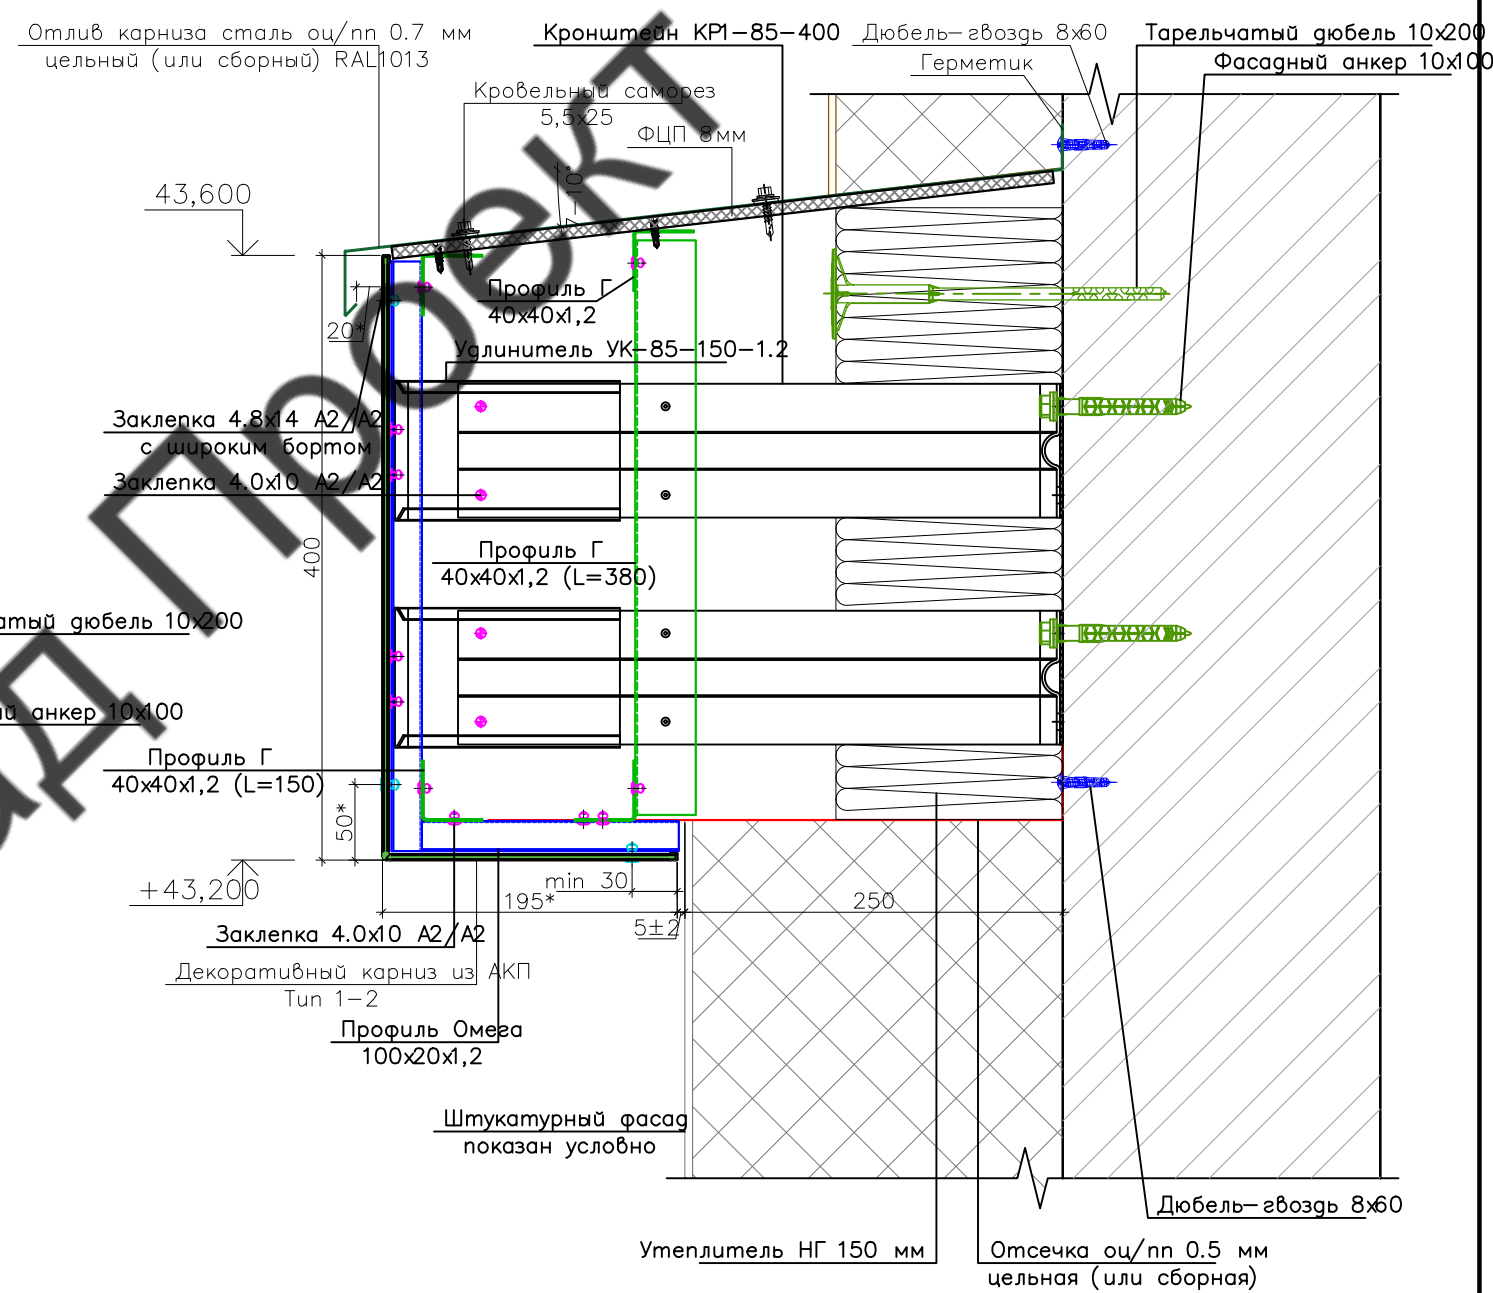 Отлив карниза сталь оц/пп 0.7 мм
цельный (или сборный) RAL1013
Кронштейн КР1-85-400
Дюбель-гвоздь 8х60
Герметик
Тарельчатый дюбель 10х200
Фасадный анкер 10х100
Кровельный саморез
5,5х25
ФЦП 8мм
7-10°
43,600
Профиль Г
40х40х1,2
20*
Удлинитель УК-85-150-1.2
Заклепка 4.8х14 А2/А2
с широким бортом
Заклепка 4.0х10 А2/А2
400
Профиль Г
40х40х1,2 (L=380)
атый дюбель 10х200
ый анкер 10х100
Профиль Г
40х40х1,2 (L=150)
50*
+43,200
min 30
195*
5±2
250
Заклепка 4.0х10 А2/А2
Декоративный карниз из АКП
Тип 1-2
Профиль Омега
100х20х1,2
Штукатурный фасад
показан условно
Дюбель-гвоздь 8х60
Утеплитель НГ 150 мм
Отсечка оц/пп 0.5 мм
цельная (или сборная)
ад Проект